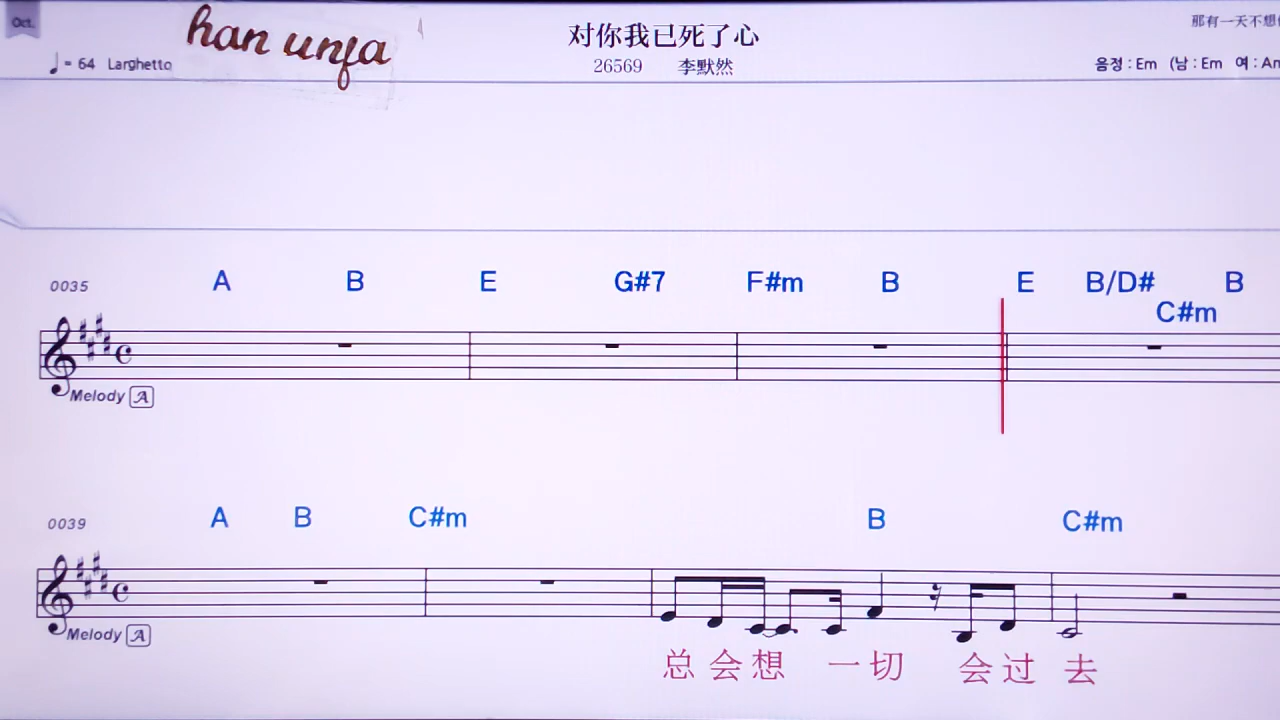 Oct.
han unfa
♩= 64 Larghetto
对你我已死了心
26569 李默然
那有一天不想
음정 : Em (남 : Em 여 : Am
0035 A B E G#7 F#m B E B/D# C#m B
Melody A
0039 A B C#m B C#m
Melody A
总会想 一切 会过去